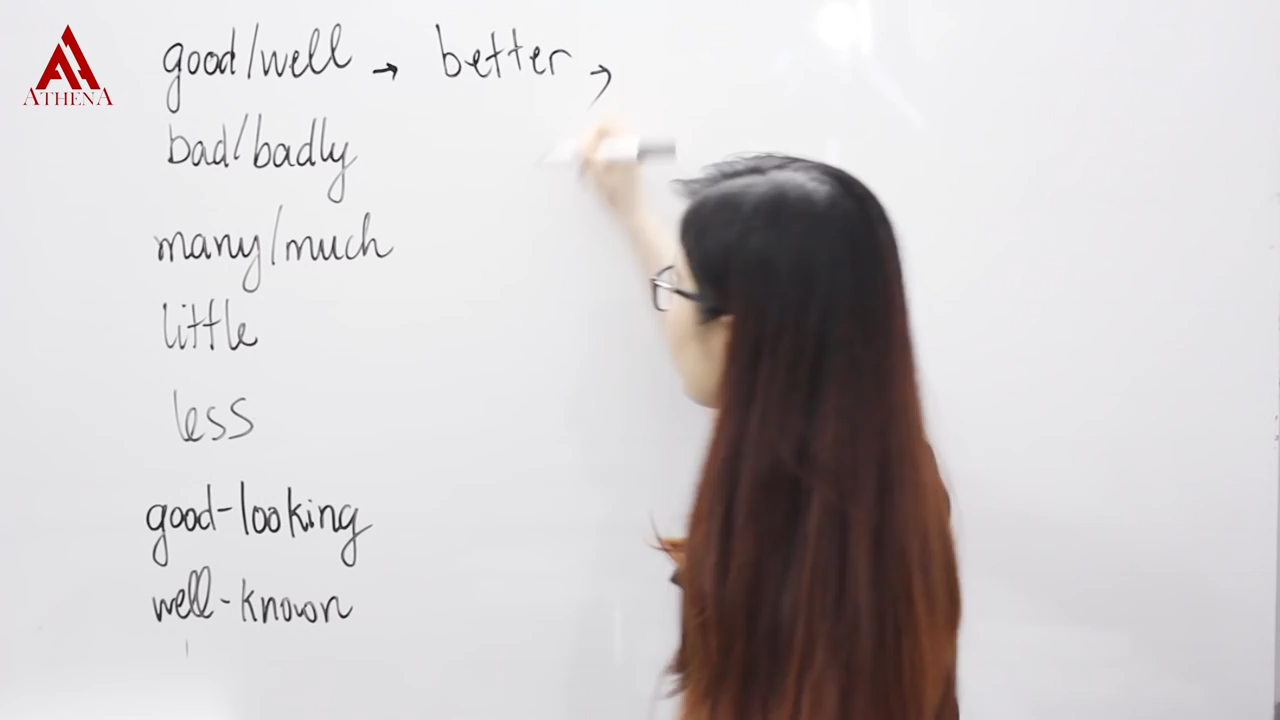 ATHENA
good/well → better →
bad/badly
many/much
little
less
good-looking
well-known